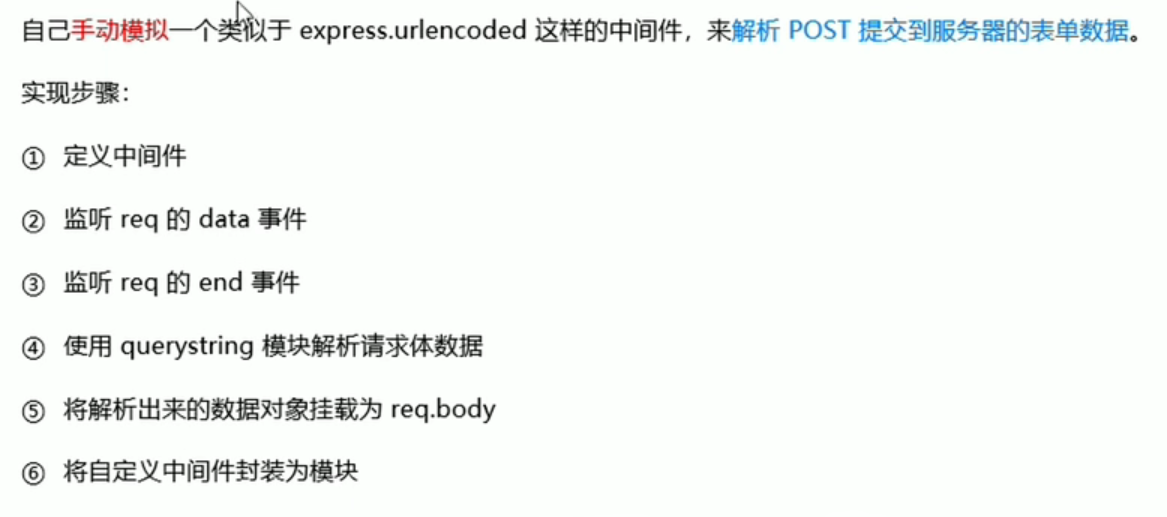 自己手动模拟一个类似于 express.urlencoded 这样的中间件，来解析 POST 提交到服务器的表单数据。
实现步骤：
① 定义中间件
② 监听 req 的 data 事件
③ 监听 req 的 end 事件
④ 使用 querystring 模块解析请求体数据
⑤ 将解析出来的数据对象挂载为 req.body
⑥ 将自定义中间件封装为模块